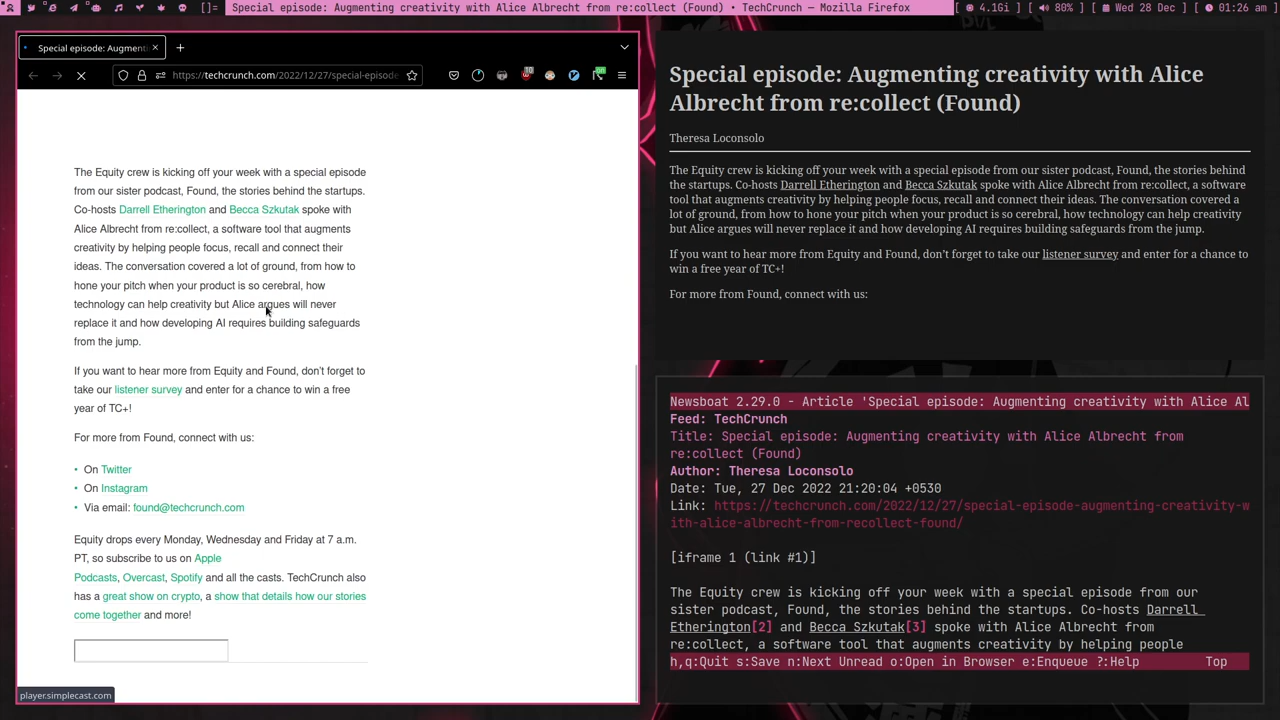 []= Special episode: Augmenting creativity with Alice Albrecht from re:collect (Found) • TechCrunch — Mozilla Firefox [ 4.16i ] [ 80% ] [ Wed 28 Dec ] [ 01:26 am ]
Special episode: Augment
https://techcrunch.com/2022/12/27/special-episode
The Equity crew is kicking off your week with a special episode
from our sister podcast, Found, the stories behind the startups.
Co-hosts Darrell Etherington and Becca Szkutak spoke with
Alice Albrecht from re:collect, a software tool that augments
creativity by helping people focus, recall and connect their
ideas. The conversation covered a lot of ground, from how to
hone your pitch when your product is so cerebral, how
technology can help creativity but Alice argues will never
replace it and how developing AI requires building safeguards
from the jump.
If you want to hear more from Equity and Found, don't forget to
take our listener survey and enter for a chance to win a free
year of TC+!
For more from Found, connect with us:
• On Twitter
• On Instagram
• Via email: found@techcrunch.com
Equity drops every Monday, Wednesday and Friday at 7 a.m.
PT, so subscribe to us on Apple
Podcasts, Overcast, Spotify and all the casts. TechCrunch also
has a great show on crypto, a show that details how our stories
come together and more!
player.simplecast.com
Special episode: Augmenting creativity with Alice
Albrecht from re:collect (Found)
Theresa Loconsolo
The Equity crew is kicking off your week with a special episode from our sister podcast, Found, the stories behind
the startups. Co-hosts Darrell Etherington and Becca Szkutak spoke with Alice Albrecht from re:collect, a software
tool that augments creativity by helping people focus, recall and connect their ideas. The conversation covered a
lot of ground, from how to hone your pitch when your product is so cerebral, how technology can help creativity
but Alice argues will never replace it and how developing AI requires building safeguards from the jump.
If you want to hear more from Equity and Found, don't forget to take our listener survey and enter for a chance to
win a free year of TC+!
For more from Found, connect with us:
Newsboat 2.29.0 - Article 'Special episode: Augmenting creativity with Alice Al
Feed: TechCrunch
Title: Special episode: Augmenting creativity with Alice Albrecht from
re:collect (Found)
Author: Theresa Loconsolo
Date: Tue, 27 Dec 2022 21:20:04 +0530
Link: https://techcrunch.com/2022/12/27/special-episode-augmenting-creativity-w
ith-alice-albrecht-from-recollect-found/
[iframe 1 (link #1)]
The Equity crew is kicking off your week with a special episode from our
sister podcast, Found, the stories behind the startups. Co-hosts Darrell
Etherington[2] and Becca Szkutak[3] spoke with Alice Albrecht from
re:collect, a software tool that augments creativity by helping people
h,q:Quit s:Save n:Next Unread o:Open in Browser e:Enqueue ?:Help Top